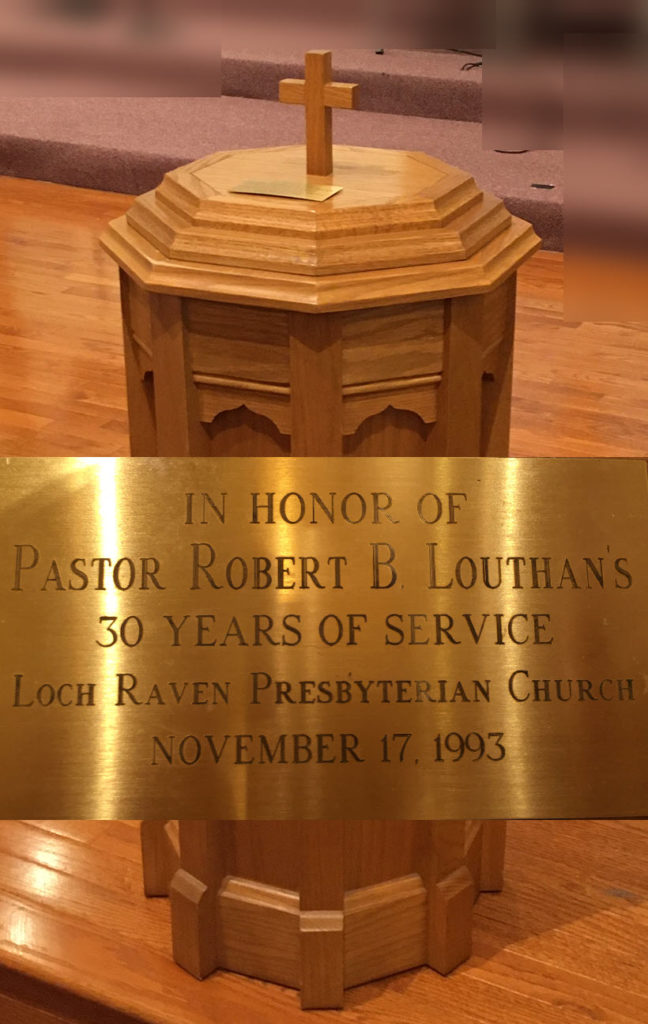 IN HONOR OF
PASTOR ROBERT B. LOUTHAN'S
30 YEARS OF SERVICE
LOCH RAVEN PRESBYTERIAN CHURCH
NOVEMBER 17, 1993